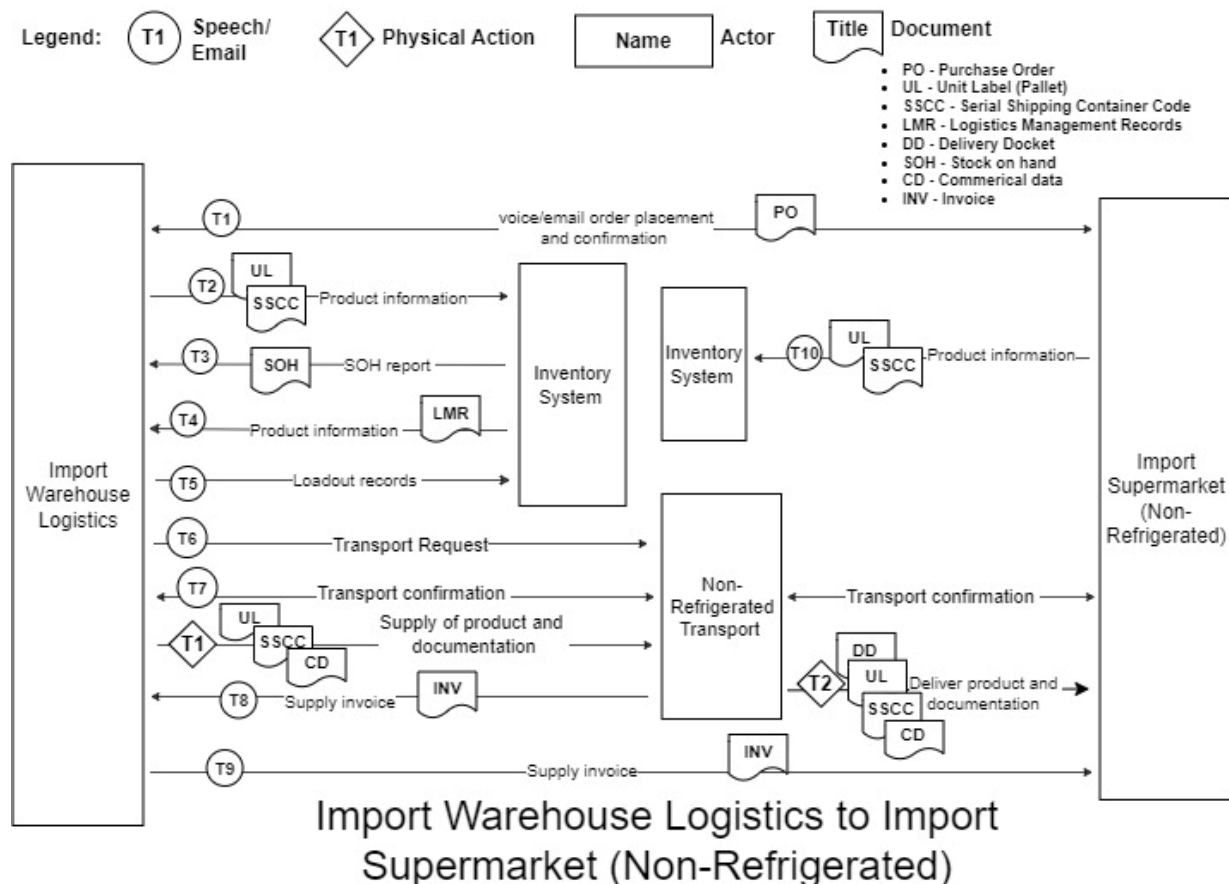 Legend:
T1
Speech/
Email
T1
Physical Action
Name
Actor
Title
Document
• PO - Purchase Order
• UL - Unit Label (Pallet)
• SSCC - Serial Shipping Container Code
• LMR - Logistics Management Records
• DD - Delivery Docket
• SOH - Stock on hand
• CD - Commerical data
• INV - Invoice
Import
Warehouse
Logistics
T1
voice/email order placement
and confirmation
PO
T2
UL
SSCC
Product information
T3
SOH
SOH report
T4
Product information
LMR
T5
Loadout records
Inventory
System
Inventory
System
T10
UL
SSCC
Product information
Import
Supermarket
(Non-
Refrigerated)
T6
Transport Request
T7
Transport confirmation
Non-
Refrigerated
Transport
Transport confirmation
T1
UL
SSCC
CD
Supply of product and
documentation
T2
DD
UL
SSCC
CD
Deliver product and
documentation
T8
Supply invoice
INV
T9
Supply invoice
INV
Import Warehouse Logistics to Import
Supermarket (Non-Refrigerated)